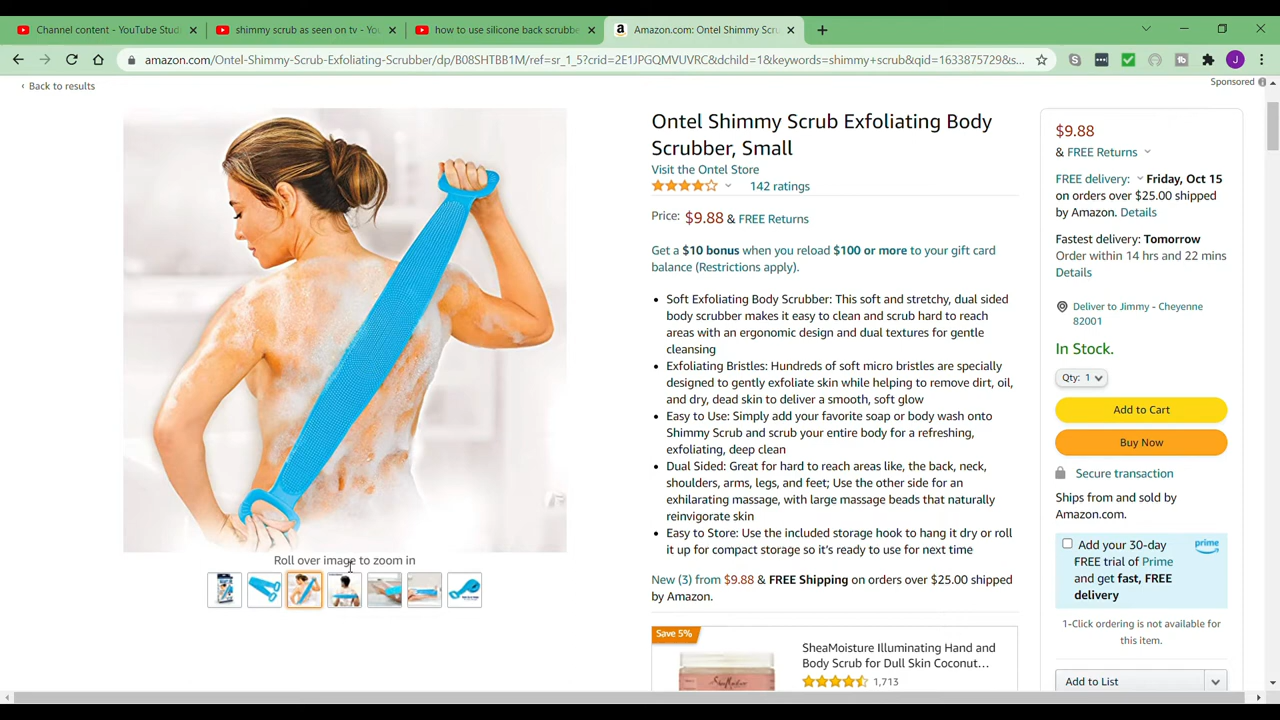 Channel content - YouTube Studi
shimmy scrub as seen on tv - Yo
how to use silicone back scrubbe
Amazon.com: Ontel Shimmy Scru
amazon.com/Ontel-Shimmy-Scrub-Exfoliating-Scrubber/dp/B08SHTBB1M/ref=sr_1_5?crid=2E1JPGQMVUVRC&dchild=1&keywords=shimmy+scrub&qid=1633875729&s...
J
‹ Back to results
Sponsored
Roll over image to zoom in
Ontel Shimmy Scrub Exfoliating Body
Scrubber, Small
Visit the Ontel Store
142 ratings
Price: $9.88 & FREE Returns
Get a $10 bonus when you reload $100 or more to your gift card
balance (Restrictions apply).
• Soft Exfoliating Body Scrubber: This soft and stretchy, dual sided
body scrubber makes it easy to clean and scrub hard to reach
areas with an ergonomic design and dual textures for gentle
cleansing
• Exfoliating Bristles: Hundreds of soft micro bristles are specially
designed to gently exfoliate skin while helping to remove dirt, oil,
and dry, dead skin to deliver a smooth, soft glow
• Easy to Use: Simply add your favorite soap or body wash onto
Shimmy Scrub and scrub your entire body for a refreshing,
exfoliating, deep clean
• Dual Sided: Great for hard to reach areas like, the back, neck,
shoulders, arms, legs, and feet; Use the other side for an
exhilarating massage, with large massage beads that naturally
reinvigorate skin
• Easy to Store: Use the included storage hook to hang it dry or roll
it up for compact storage so it's ready to use for next time
New (3) from $9.88 & FREE Shipping on orders over $25.00 shipped
by Amazon.
Save 5%
SheaMoisture Illuminating Hand and
Body Scrub for Dull Skin Coconut...
1,713
$9.88
& FREE Returns
FREE delivery: Friday, Oct 15
on orders over $25.00 shipped
by Amazon. Details
Fastest delivery: Tomorrow
Order within 14 hrs and 22 mins
Details
Deliver to Jimmy - Cheyenne
82001
In Stock.
Qty: 1
Add to Cart
Buy Now
Secure transaction
Ships from and sold by
Amazon.com.
Add your 30-day
FREE trial of Prime
and get fast, FREE
delivery
prime
1-Click ordering is not available for
this item.
Add to List